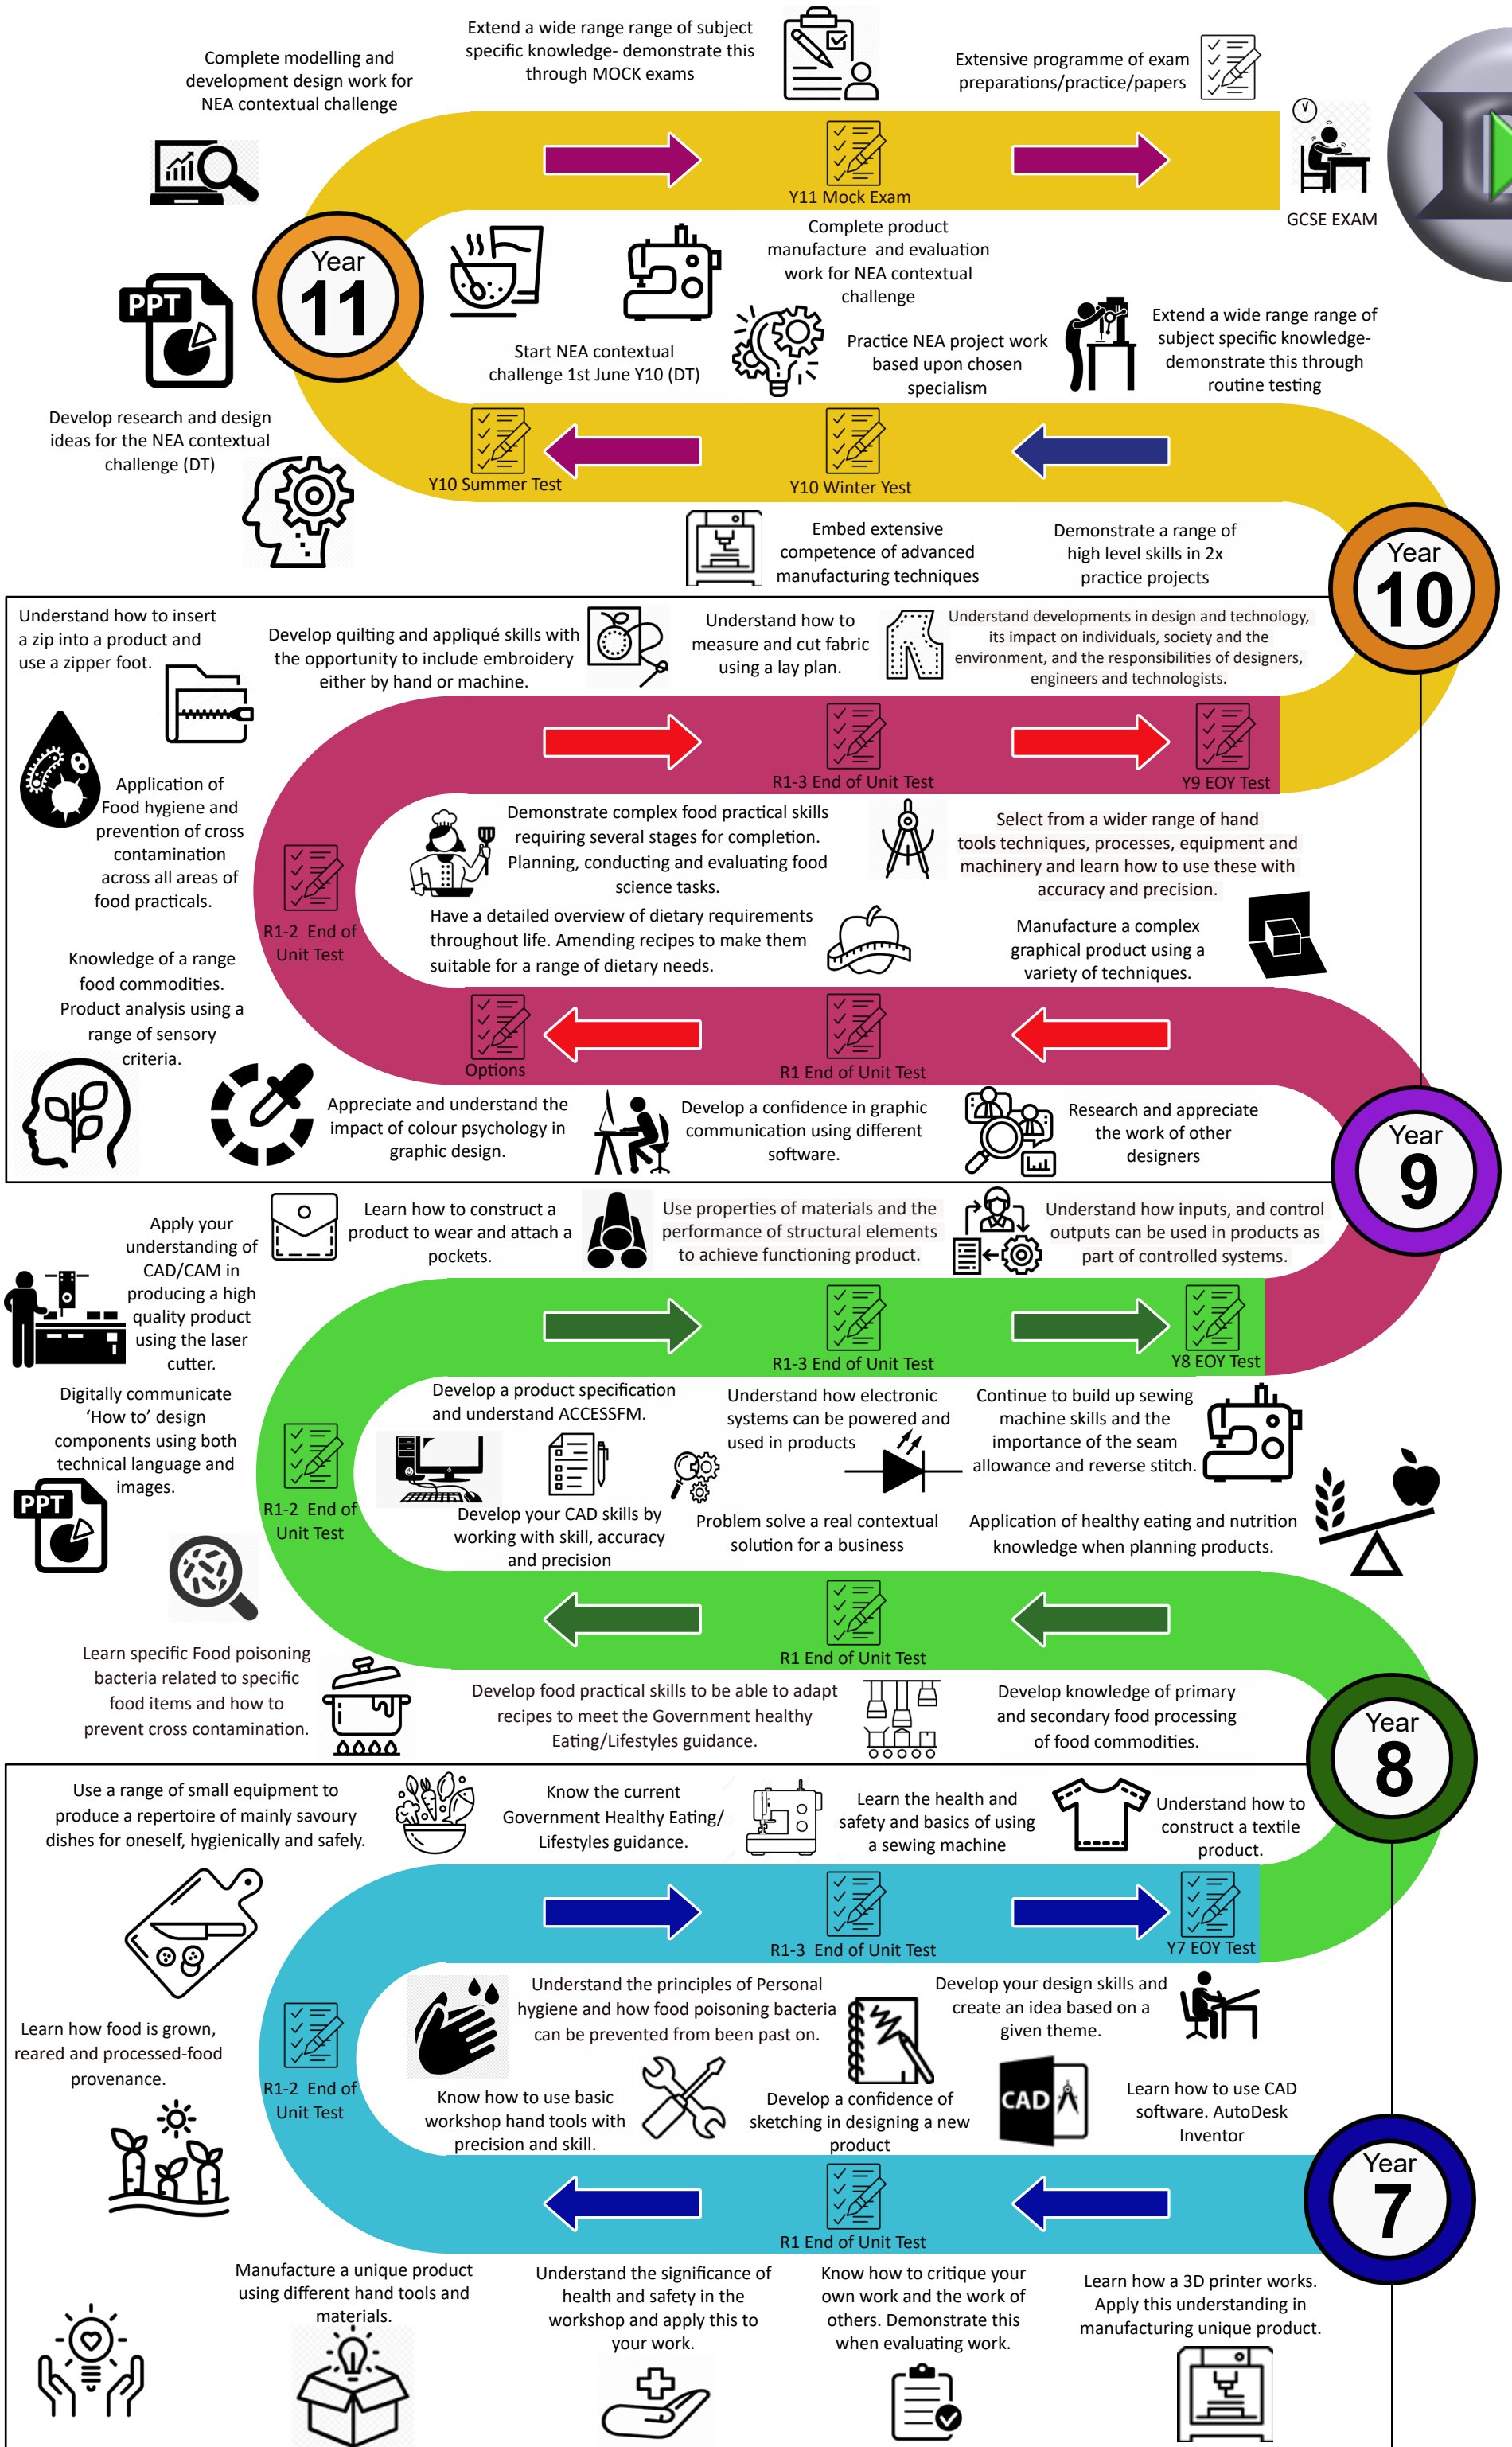 Extend a wide range range of subject
specific knowledge- demonstrate this
through MOCK exams
Complete modelling and
development design work for
NEA contextual challenge
Extensive programme of exam
preparations/practice/papers
Y11 Mock Exam
GCSE EXAM
Year
11
PPT
Complete product
manufacture and evaluation
work for NEA contextual
challenge
Start NEA contextual
challenge 1st June Y10 (DT)
Practice NEA project work
based upon chosen
specialism
Extend a wide range range of
subject specific knowledge-
demonstrate this through
routine testing
Develop research and design
ideas for the NEA contextual
challenge (DT)
Y10 Summer Test
Y10 Winter Yest
Embed extensive
competence of advanced
manufacturing techniques
Demonstrate a range of
high level skills in 2x
practice projects
Year
10
Understand how to insert
a zip into a product and
use a zipper foot.
Develop quilting and appliqué skills with
the opportunity to include embroidery
either by hand or machine.
Understand how to
measure and cut fabric
using a lay plan.
Understand developments in design and technology,
its impact on individuals, society and the
environment, and the responsibilities of designers,
engineers and technologists.
R1-3 End of Unit Test
Y9 EOY Test
Application of
Food hygiene and
prevention of cross
contamination
across all areas of
food practicals.
Demonstrate complex food practical skills
requiring several stages for completion.
Planning, conducting and evaluating food
science tasks.
Select from a wider range of hand
tools techniques, processes, equipment and
machinery and learn how to use these with
accuracy and precision.
R1-2 End of
Unit Test
Have a detailed overview of dietary requirements
throughout life. Amending recipes to make them
suitable for a range of dietary needs.
Manufacture a complex
graphical product using a
variety of techniques.
Knowledge of a range
food commodities.
Product analysis using a
range of sensory
criteria.
Options
R1 End of Unit Test
Appreciate and understand the
impact of colour psychology in
graphic design.
Develop a confidence in graphic
communication using different
software.
Research and appreciate
the work of other
designers
Year
9
Apply your
understanding of
CAD/CAM in
producing a high
quality product
using the laser
cutter.
Learn how to construct a
product to wear and attach a
pockets.
Use properties of materials and the
performance of structural elements
to achieve functioning product.
Understand how inputs, and control
outputs can be used in products as
part of controlled systems.
R1-3 End of Unit Test
Y8 EOY Test
Digitally communicate
‘How to’ design
components using both
technical language and
images.
PPT
Develop a product specification
and understand ACCESSFM.
Understand how electronic
systems can be powered and
used in products
Continue to build up sewing
machine skills and the
importance of the seam
allowance and reverse stitch.
R1-2 End of
Unit Test
Develop your CAD skills by
working with skill, accuracy
and precision
Problem solve a real contextual
solution for a business
Application of healthy eating and nutrition
knowledge when planning products.
R1 End of Unit Test
Learn specific Food poisoning
bacteria related to specific
food items and how to
prevent cross contamination.
Develop food practical skills to be able to adapt
recipes to meet the Government healthy
Eating/Lifestyles guidance.
Develop knowledge of primary
and secondary food processing
of food commodities.
Year
8
Use a range of small equipment to
produce a repertoire of mainly savoury
dishes for oneself, hygienically and safely.
Know the current
Government Healthy Eating/
Lifestyles guidance.
Learn the health and
safety and basics of using
a sewing machine
Understand how to
construct a textile
product.
R1-3 End of Unit Test
Y7 EOY Test
Understand the principles of Personal
hygiene and how food poisoning bacteria
can be prevented from been past on.
Develop your design skills and
create an idea based on a
given theme.
Learn how food is grown,
reared and processed-food
provenance.
R1-2 End of
Unit Test
Know how to use basic
workshop hand tools with
precision and skill.
Develop a confidence of
sketching in designing a new
product
CAD
Learn how to use CAD
software. AutoDesk
Inventor
R1 End of Unit Test
Year
7
Manufacture a unique product
using different hand tools and
materials.
Understand the significance of
health and safety in the
workshop and apply this to
your work.
Know how to critique your
own work and the work of
others. Demonstrate this
when evaluating work.
Learn how a 3D printer works.
Apply this understanding in
manufacturing unique product.